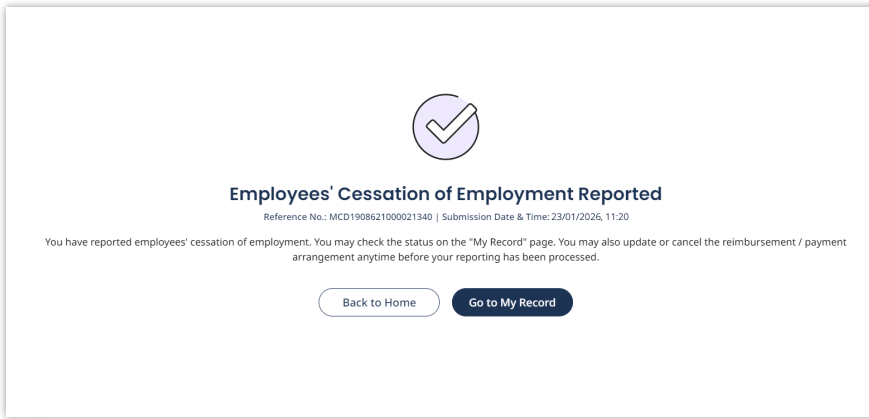 Employees' Cessation of Employment Reported
Reference No.: MCD1908621000021340 | Submission Date & Time: 23/01/2026, 11:20
You have reported employees' cessation of employment. You may check the status on the "My Record" page. You may also update or cancel the reimbursement / payment
arrangement anytime before your reporting has been processed.
Back to Home
Go to My Record